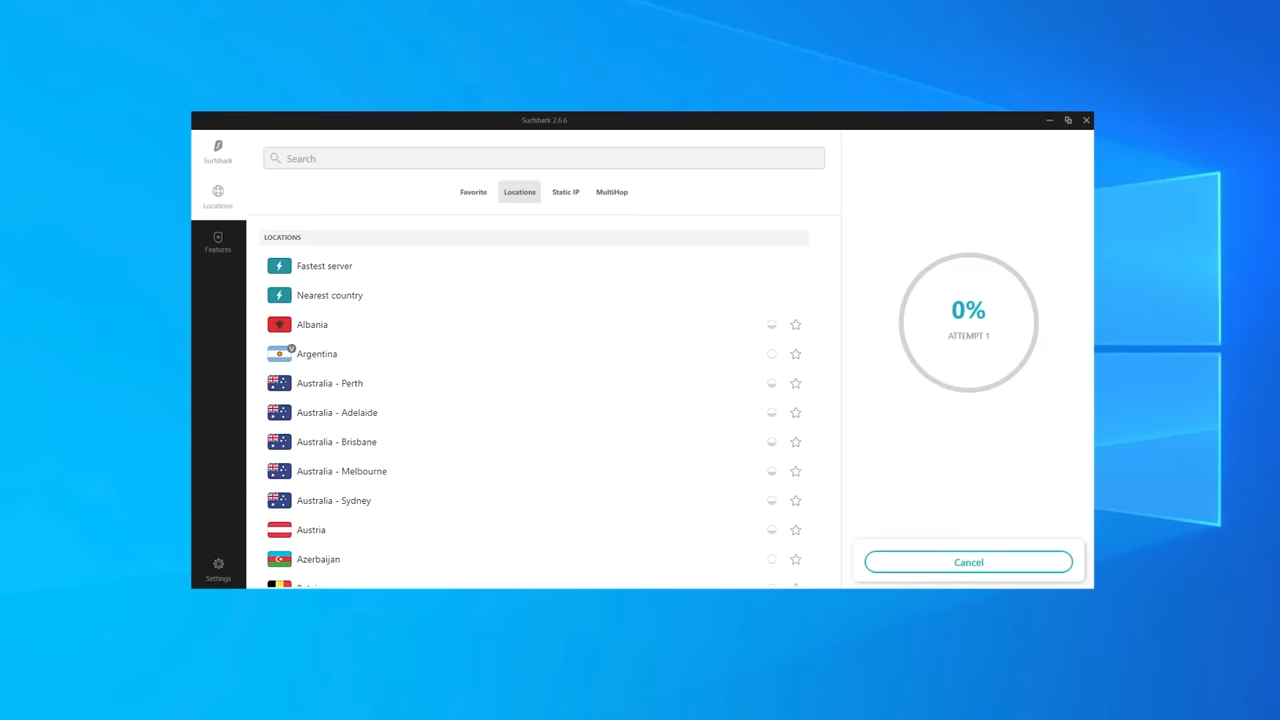 Surfshark 2.6.6
Surfshark
Locations
Features
Settings
Search
Favorite Locations Static IP MultiHop
LOCATIONS
Fastest server
Nearest country
Albania
V
Argentina
Australia - Perth
Australia - Adelaide
Australia - Brisbane
Australia - Melbourne
Australia - Sydney
Austria
Azerbaijan
0%
ATTEMPT 1
Cancel